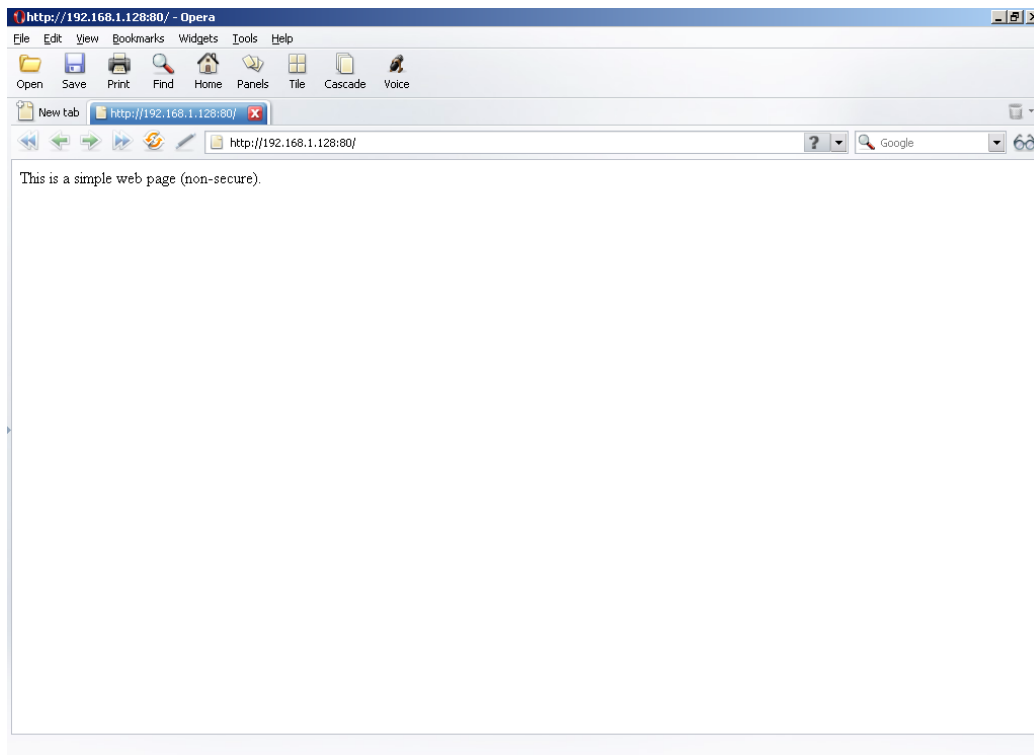 http://192.168.1.128:80/ - Opera
File Edit View Bookmarks Widgets Tools Help
Open Save Print Find Home Panels Tile Cascade Voice
New tab http://192.168.1.128:80/
http://192.168.1.128:80/ ? Google
This is a simple web page (non-secure).